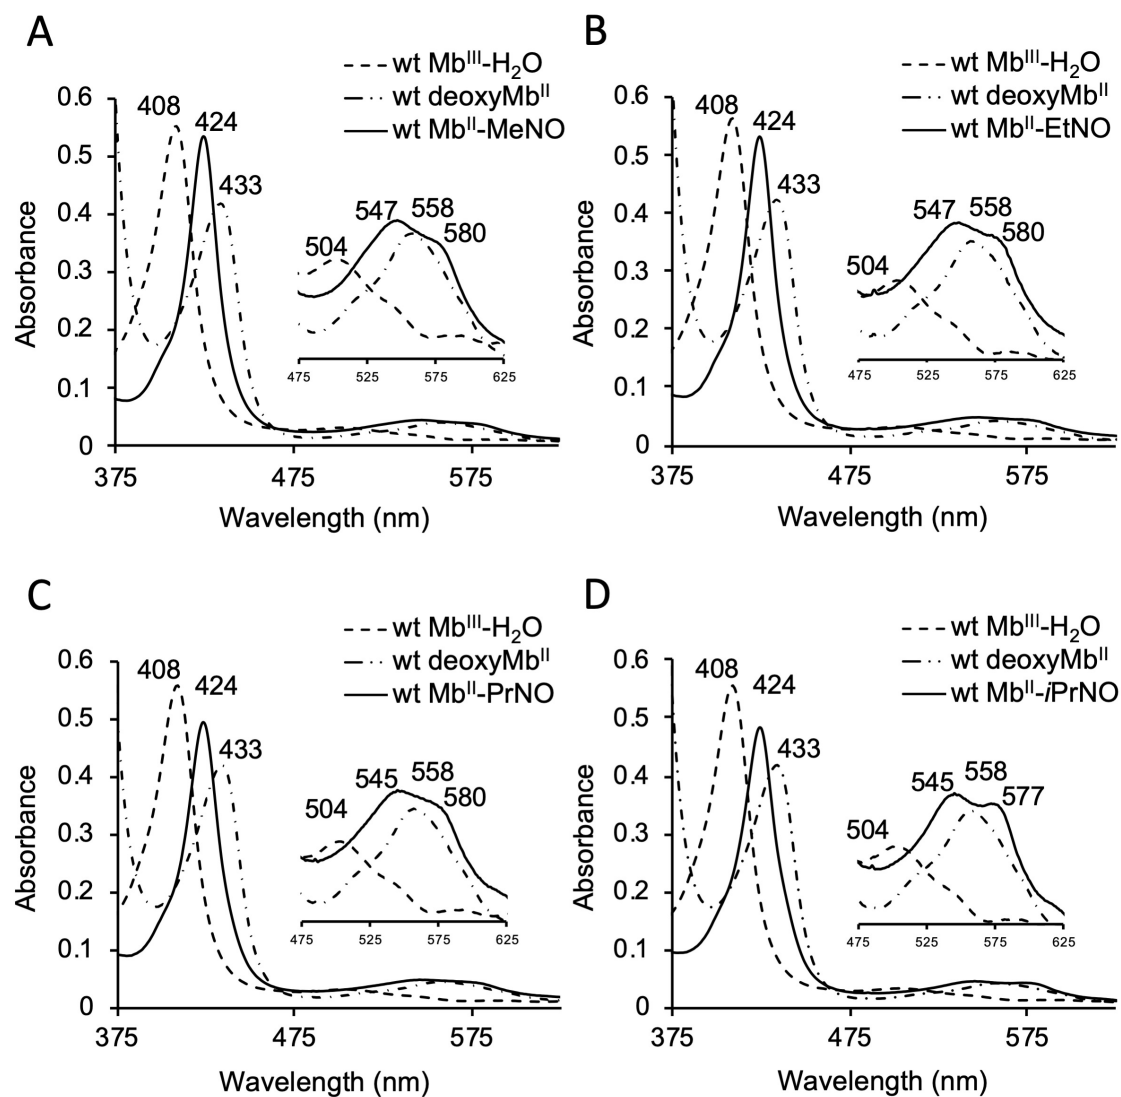 A
wt Mbᴵᴵᴵ-H₂O
wt deoxyMbᴵᴵ
wt Mbᴵᴵ-MeNO
0.6
0.5
0.4
0.3
0.2
0.1
0
Absorbance
408
424
433
504
547
558
580
475 525 575 625
375 475 575
Wavelength (nm)
B
wt Mbᴵᴵᴵ-H₂O
wt deoxyMbᴵᴵ
wt Mbᴵᴵ-EtNO
0.6
0.5
0.4
0.3
0.2
0.1
0
Absorbance
408
424
433
504
547
558
580
475 525 575 625
375 475 575
Wavelength (nm)
C
wt Mbᴵᴵᴵ-H₂O
wt deoxyMbᴵᴵ
wt Mbᴵᴵ-PrNO
0.6
0.5
0.4
0.3
0.2
0.1
0
Absorbance
408
424
433
504
545
558
580
475 525 575 625
375 475 575
Wavelength (nm)
D
wt Mbᴵᴵᴵ-H₂O
wt deoxyMbᴵᴵ
wt Mbᴵᴵ-iPrNO
0.6
0.5
0.4
0.3
0.2
0.1
0
Absorbance
408
424
433
504
545
558
577
475 525 575 625
375 475 575
Wavelength (nm)